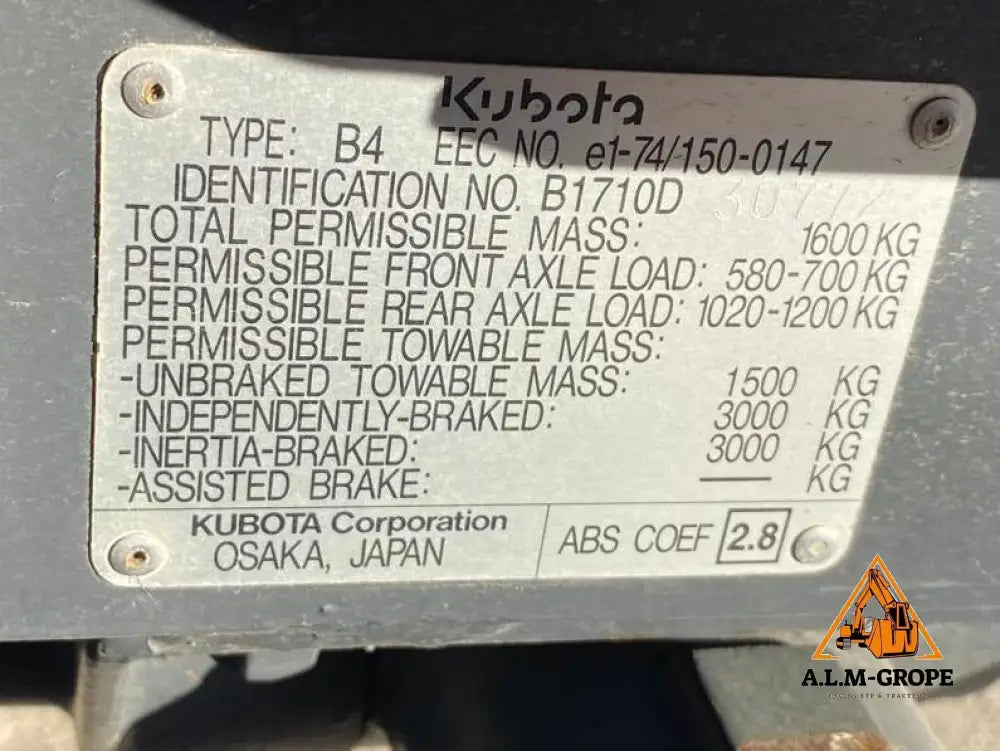 Kubota
TYPE: B4 EEC NO. e1-74/150-0147
IDENTIFICATION NO. B1710D
TOTAL PERMISSIBLE MASS: 1600 KG
PERMISSIBLE FRONT AXLE LOAD: 580-700 KG
PERMISSIBLE REAR AXLE LOAD: 1020-1200 KG
PERMISSIBLE TOWABLE MASS:
-UNBRAKED TOWABLE MASS: 1500 KG
-INDEPENDENTLY-BRAKED: 3000 KG
-INERTIA-BRAKED: 3000 KG
-ASSISTED BRAKE: —— KG
KUBOTA Corporation
OSAKA, JAPAN
ABS COEF 2.8
A.L.M-GROPE
ENGINS BTP & TRACTEUR